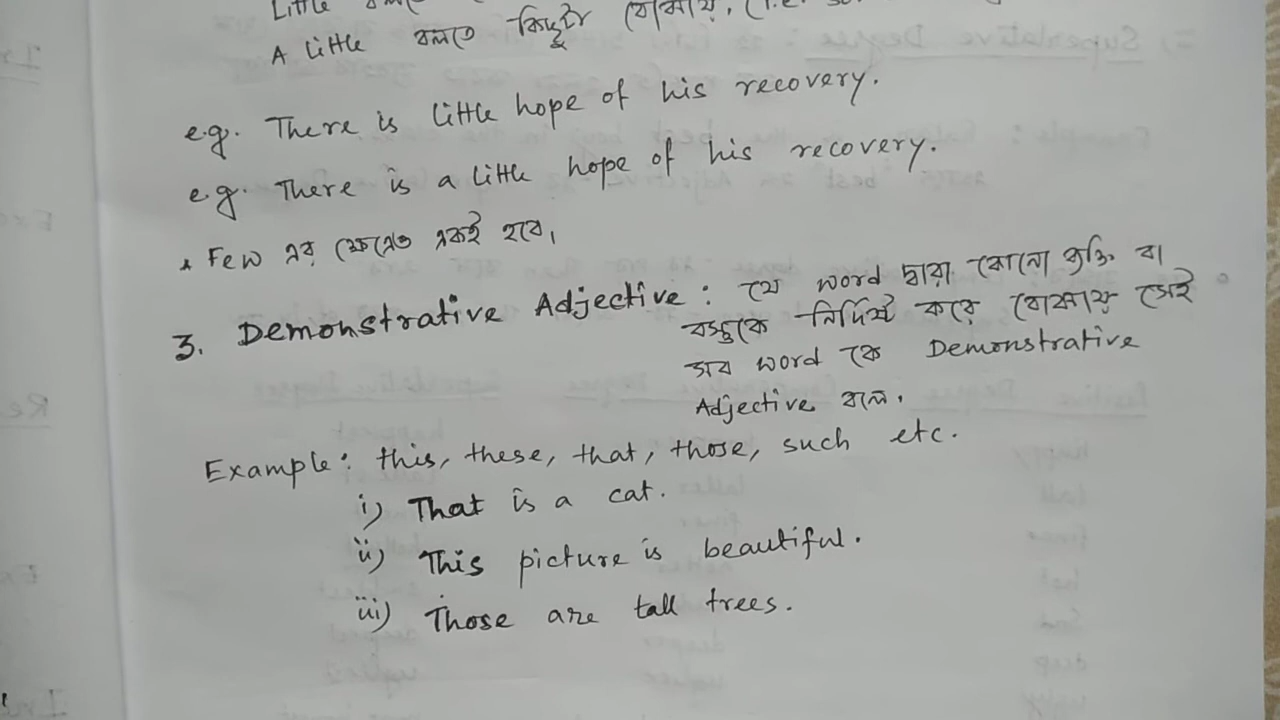 Little
A little বলতে কিছুটা বোঝায়, (i.e.
e.g. There is little hope of his recovery.
e.g. There is a little hope of his recovery.
* Few এর ক্ষেত্রেও একই হবে।
3. Demonstrative Adjective : যে word দ্বারা কোনো ব্যক্তি বা
বস্তুকে নির্দিষ্ট করে বোঝায় সেই
সব word কে Demonstrative
Adjective বলে.
Example: this, these, that, those, such etc.
i) That is a cat.
ii) This picture is beautiful.
iii) Those are tall trees.